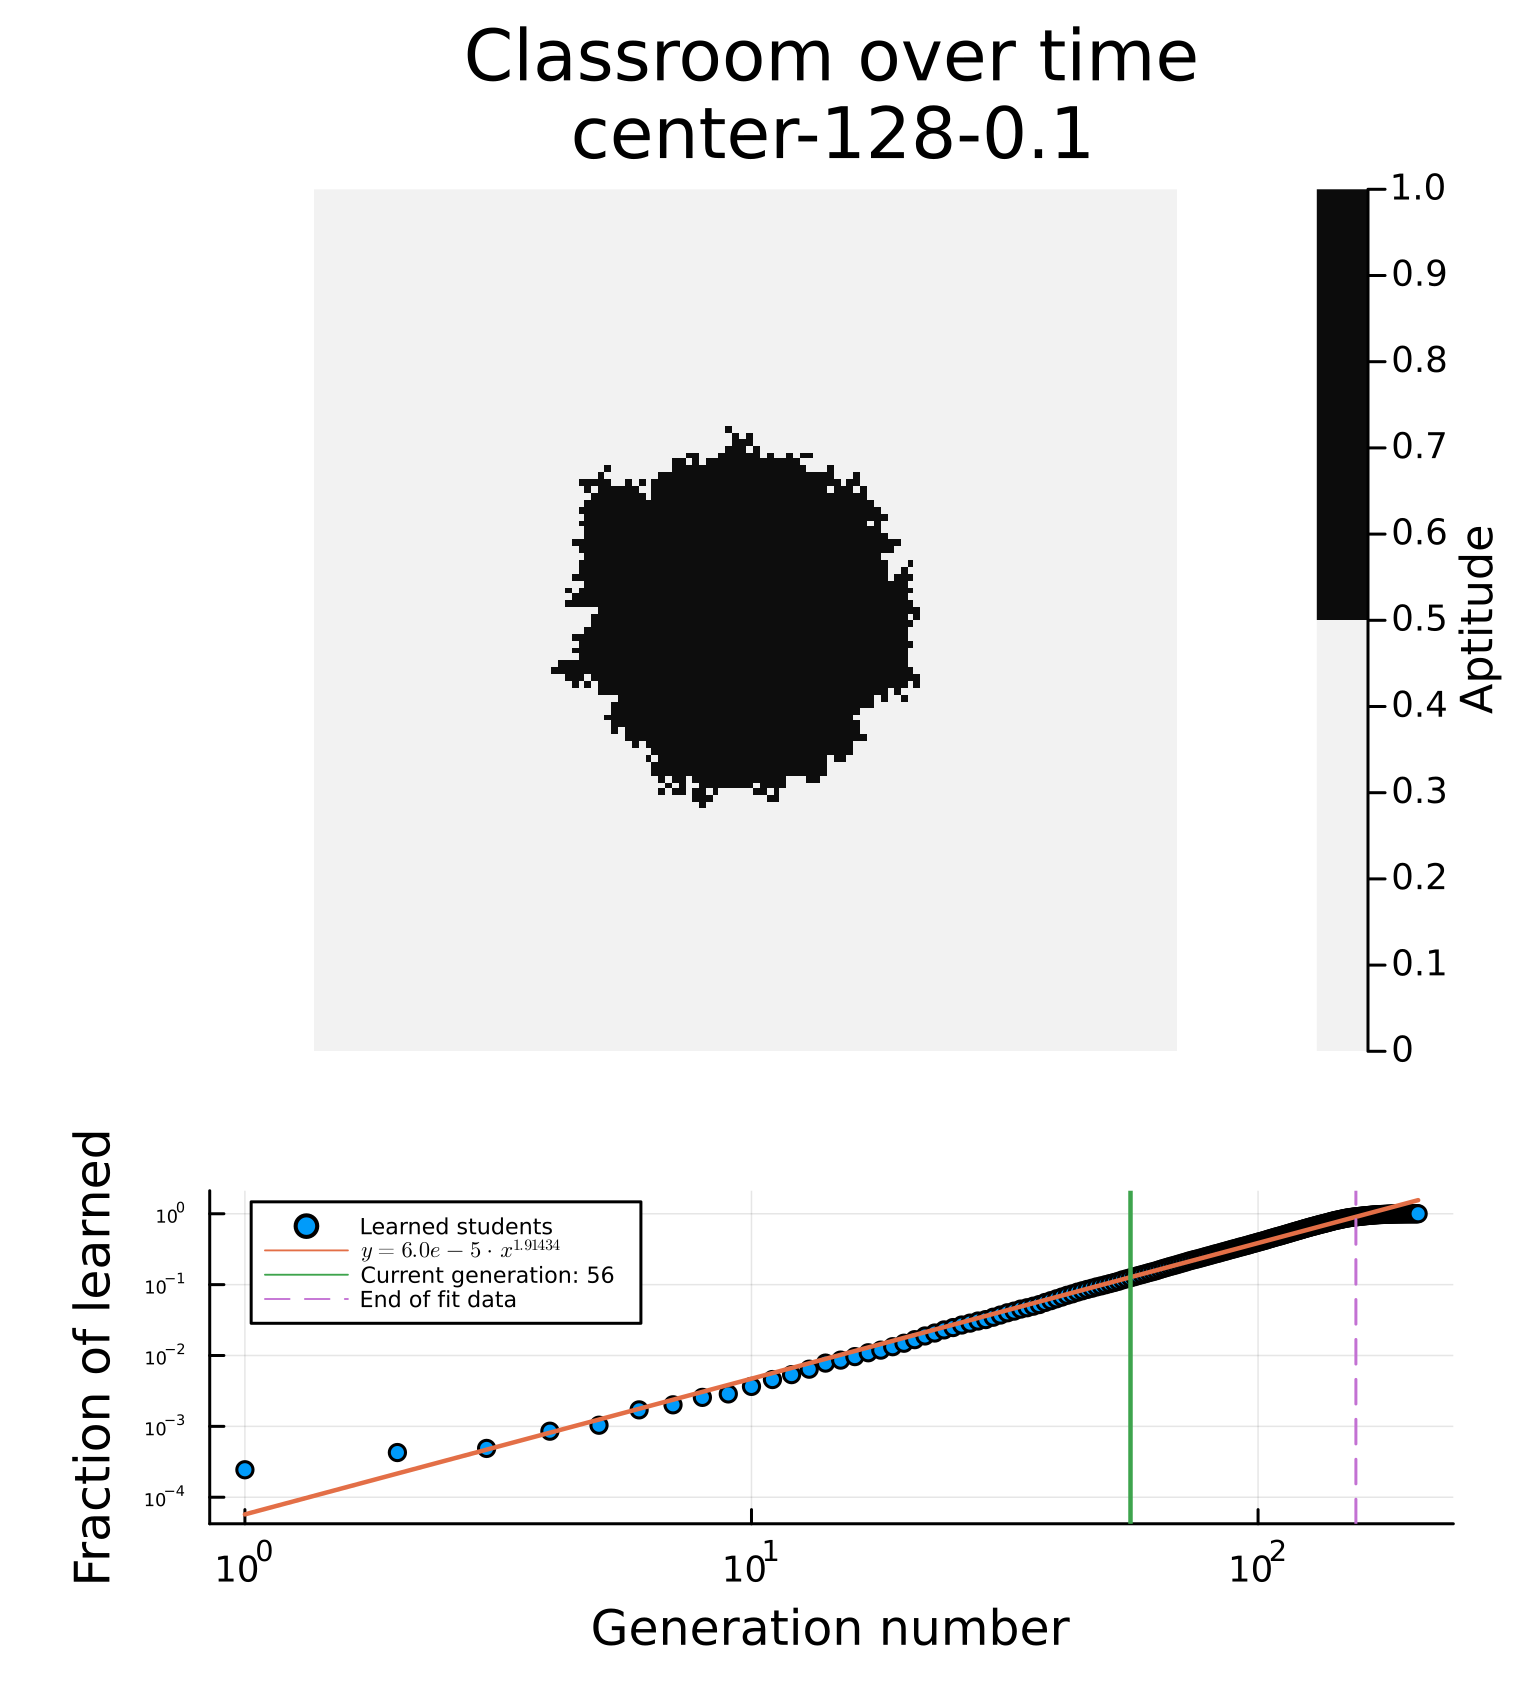 Classroom over time
center-128-0.1
1.0
0.9
0.8
0.7
0.6
0.5
0.4
0.3
0.2
0.1
0
Aptitude
Fraction of learned
10⁰
10⁻¹
10⁻²
10⁻³
10⁻⁴
Learned students
y = 6.0e − 5 · x^1.91434
Current generation: 56
End of fit data
10⁰ 10¹ 10²
Generation number